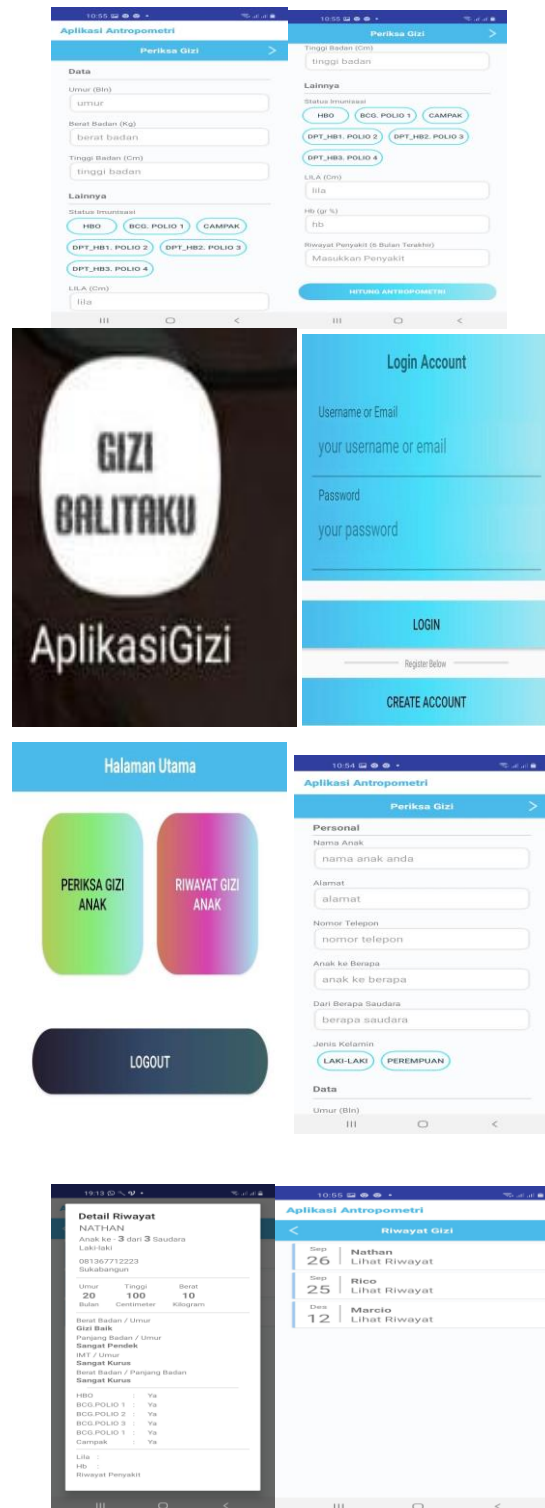 10:55
Aplikasi Antropometri
Periksa Gizi >
Data
Umur (Bln)
umur
Berat Badan (Kg)
berat badan
Tinggi Badan (Cm)
tinggi badan
Lainnya
Status Imunisasi
HBO BCG. POLIO 1 CAMPAK
DPT_HB1. POLIO 2 DPT_HB2. POLIO 3
DPT_HB3. POLIO 4
LILA (Cm)
lila
10:55
Periksa Gizi >
Tinggi Badan (Cm)
tinggi badan
Lainnya
Status Imunisasi
HBO BCG. POLIO 1 CAMPAK
DPT_HB1. POLIO 2 DPT_HB2. POLIO 3
DPT_HB3. POLIO 4
LILA (Cm)
lila
Hb (gr %)
hb
Riwayat Penyakit (6 Bulan Terakhir)
Masukkan Penyakit
HITUNG ANTROPOMETRI
GIZI
BALITAKU
AplikasiGizi
Login Account
Username or Email
your username or email
Password
your password
LOGIN
Register Below
CREATE ACCOUNT
Halaman Utama
PERIKSA GIZI
ANAK
RIWAYAT GIZI
ANAK
LOGOUT
10:54
Aplikasi Antropometri
Periksa Gizi >
Personal
Nama Anak
nama anak anda
Alamat
alamat
Nomor Telepon
nomor telepon
Anak ke Berapa
anak ke berapa
Dari Berapa Saudara
berapa saudara
Jenis Kelamin
LAKI-LAKI PEREMPUAN
Data
Umur (Bln)
19:13
Detail Riwayat
NATHAN
Anak ke - 3 dari 3 Saudara
Laki-laki
081367712223
Sukabangun
Umur Tinggi Berat
20 100 10
Bulan Centimeter Kilogram
Berat Badan / Umur
Gizi Baik
Panjang Badan / Umur
Sangat Pendek
IMT / Umur
Sangat Kurus
Berat Badan / Panjang Badan
Sangat Kurus
HBO : Ya
BCG.POLIO 1 : Ya
BCG.POLIO 2 : Ya
BCG.POLIO 3 : Ya
BCG.POLIO 1 : Ya
Campak : Ya
Lila :
Hb :
Riwayat Penyakit
10:55
Aplikasi Antropometri
< Riwayat Gizi
Sep
26
Nathan
Lihat Riwayat
Sep
25
Rico
Lihat Riwayat
Des
12
Marcio
Lihat Riwayat